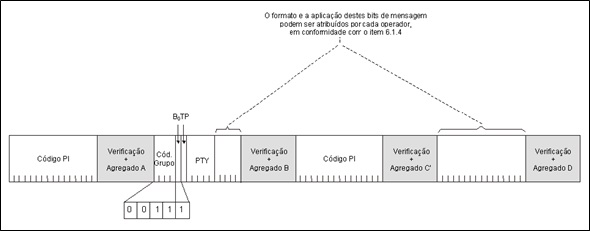 O formato e a aplicação destes bits de mensagem
podem ser atribuídos por cada operador,
em conformidade com o item 6.1.4
B₀TP
Código PI
Verificação
+
Agregado A
Cód.
Grupo
PTY
Verificação
+
Agregado B
Código PI
Verificação
+
Agregado C'
Verificação
+
Agregado D
0 0 1 1 1